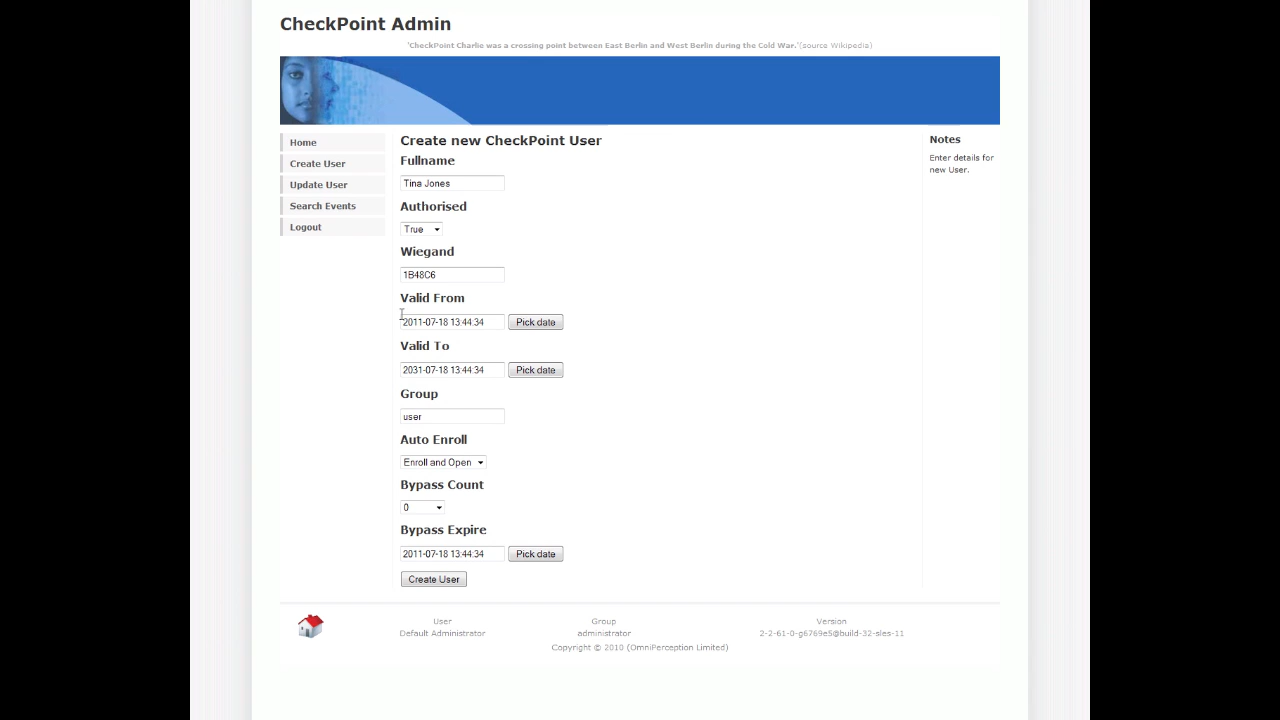 CheckPoint Admin
'CheckPoint Charlie was a crossing point between East Berlin and West Berlin during the Cold War.'(source Wikipedia)
Home
Create User
Update User
Search Events
Logout
Create new CheckPoint User
Fullname
Tina Jones
Authorised
True
Wiegand
1B48C6
Valid From
2011-07-18 13:44:34 Pick date
Valid To
2031-07-18 13:44:34 Pick date
Group
user
Auto Enroll
Enroll and Open
Bypass Count
0
Bypass Expire
2011-07-18 13:44:34 Pick date
Create User
Notes
Enter details for
new User.
User Group Version
Default Administrator administrator 2-2-61-0-g6769e5@build-32-sles-11
Copyright © 2010 (OmniPerception Limited)